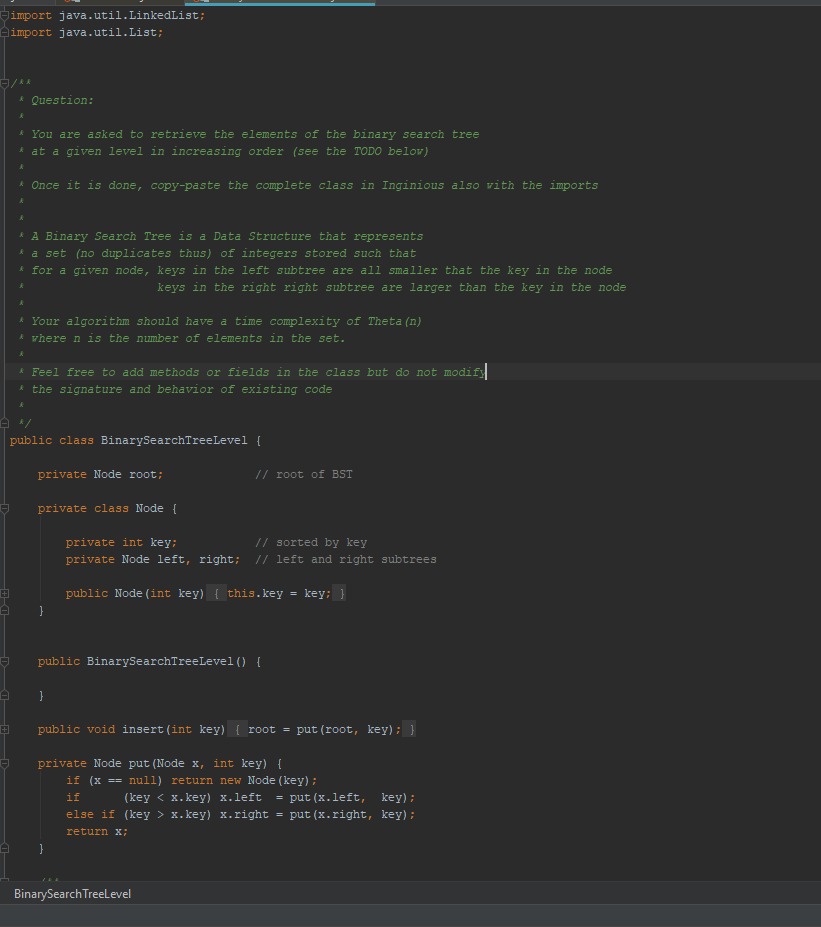 import java.util.LinkedList;
import java.util.List;
/**
* Question:
*
* You are asked to retrieve the elements of the binary search tree
* at a given level in increasing order (see the TODO below)
*
* Once it is done, copy-paste the complete class in Inginious also with the imports
*
*
* A Binary Search Tree is a Data Structure that represents
* a set (no duplicates thus) of integers stored such that
* for a given node, keys in the left subtree are all smaller that the key in the node
*                   keys in the right right subtree are larger than the key in the node
*
* Your algorithm should have a time complexity of Theta(n)
* where n is the number of elements in the set.
*
* Feel free to add methods or fields in the class but do not modify
* the signature and behavior of existing code
*
*/
public class BinarySearchTreeLevel {
    private Node root;             // root of BST
    private class Node {
        private int key;           // sorted by key
        private Node left, right;  // left and right subtrees
        public Node(int key) { this.key = key; }
    }
    public BinarySearchTreeLevel() {
    }
    public void insert(int key) { root = put(root, key); }
    private Node put(Node x, int key) {
        if (x == null) return new Node(key);
        if      (key < x.key) x.left  = put(x.left,  key);
        else if (key > x.key) x.right = put(x.right, key);
        return x;
    }
BinarySearchTreeLevel